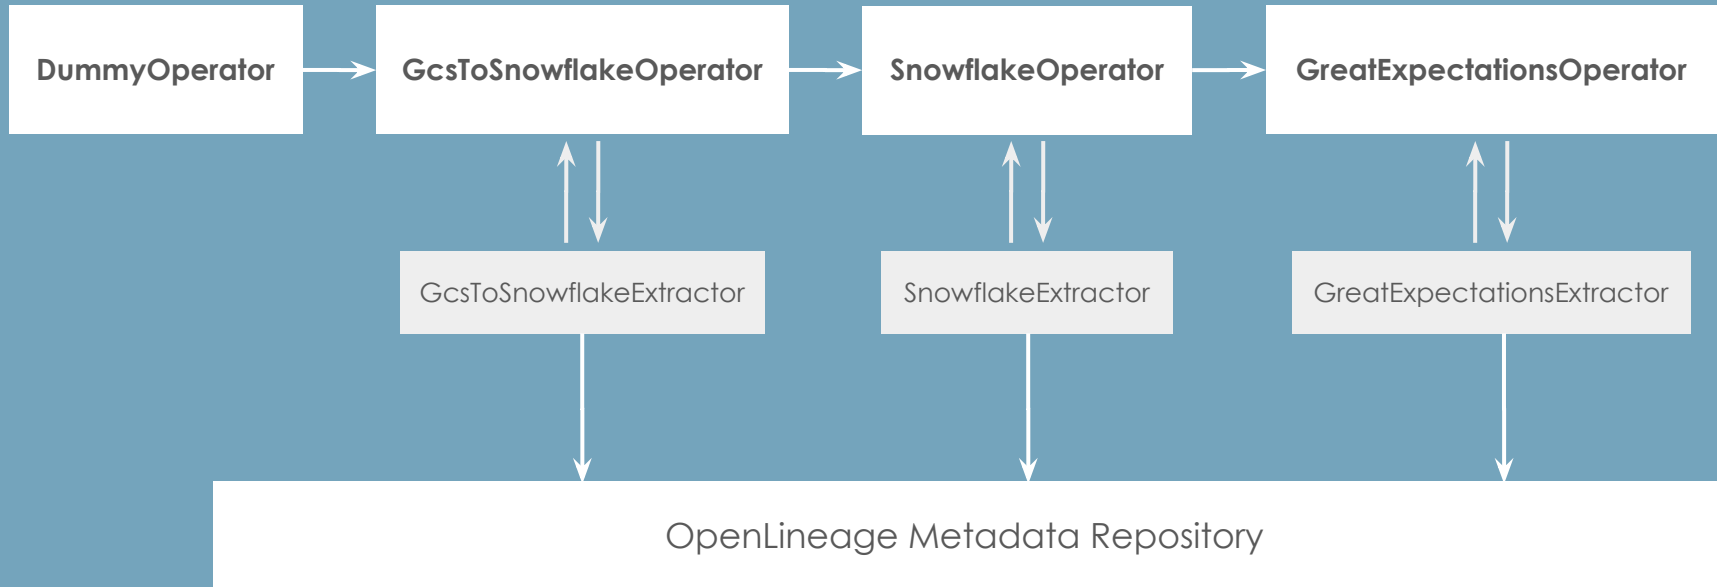 DummyOperator
GcsToSnowflakeOperator
SnowflakeOperator
GreatExpectationsOperator
GcsToSnowflakeExtractor
SnowflakeExtractor
GreatExpectationsExtractor
OpenLineage Metadata Repository